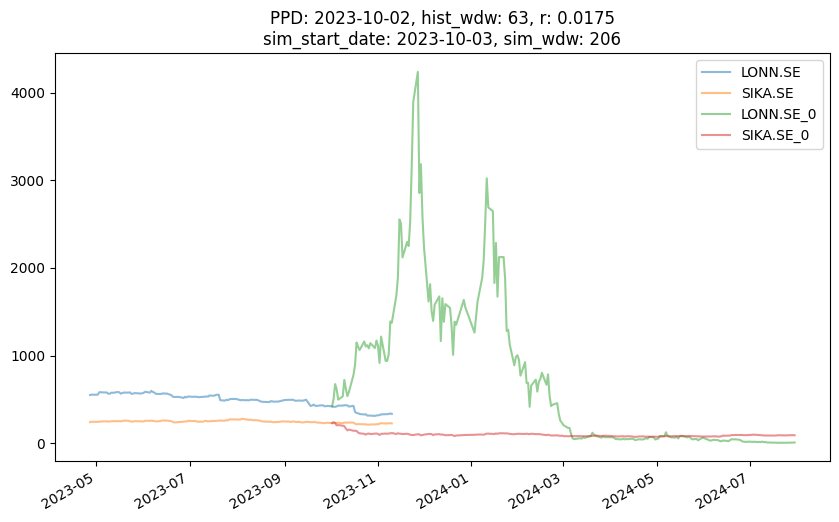 PPD: 2023-10-02, hist_wdw: 63, r: 0.0175
sim_start_date: 2023-10-03, sim_wdw: 206
LONN.SE
SIKA.SE
LONN.SE_0
SIKA.SE_0
4000
3000
2000
1000
0
2023-05
2023-07
2023-09
2023-11
2024-01
2024-03
2024-05
2024-07